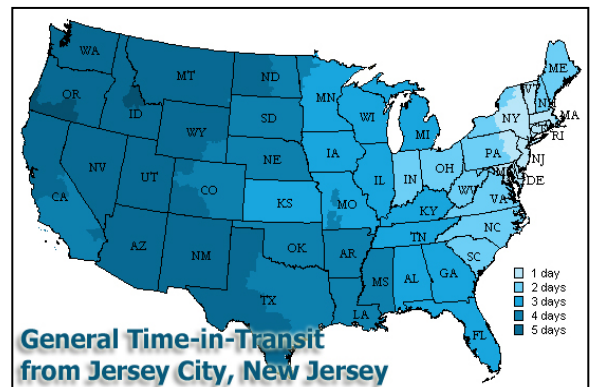 WA
MT
ND
MN
ME
VT
NH
OR
ID
WY
SD
WI
MI
NY
MA
RI
NV
UT
NE
IA
IL
IN
OH
PA
NJ
DE
CA
CO
KS
MO
KY
WV
VA
AZ
NM
OK
AR
TN
NC
SC
TX
LA
MS
AL
GA
FL
1 day
2 days
3 days
4 days
5 days
General Time-in-Transit
from Jersey City, New Jersey